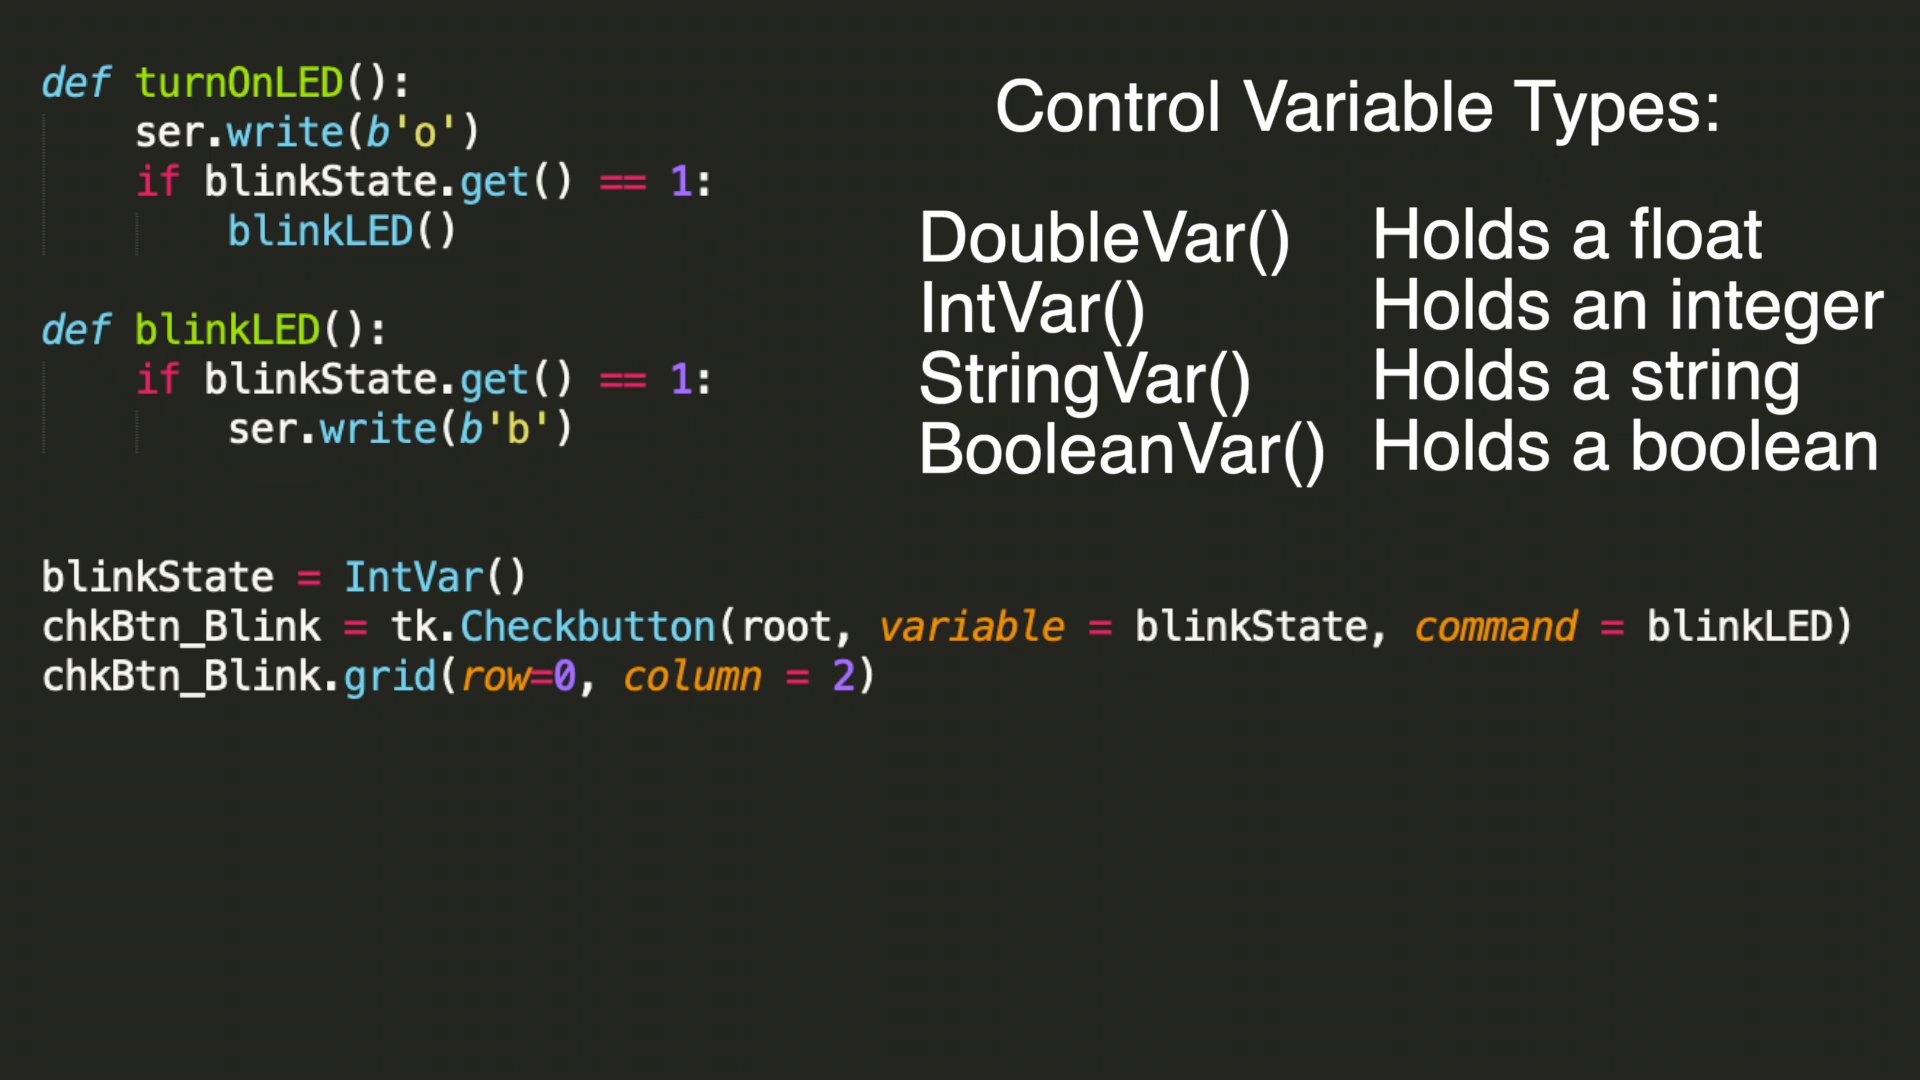 def turnOnLED():
    ser.write(b'o')
    if blinkState.get() == 1:
        blinkLED()
def blinkLED():
    if blinkState.get() == 1:
        ser.write(b'b')
Control Variable Types:
DoubleVar() Holds a float
IntVar() Holds an integer
StringVar() Holds a string
BooleanVar() Holds a boolean
blinkState = IntVar()
chkBtn_Blink = tk.Checkbutton(root, variable = blinkState, command = blinkLED)
chkBtn_Blink.grid(row=0, column = 2)